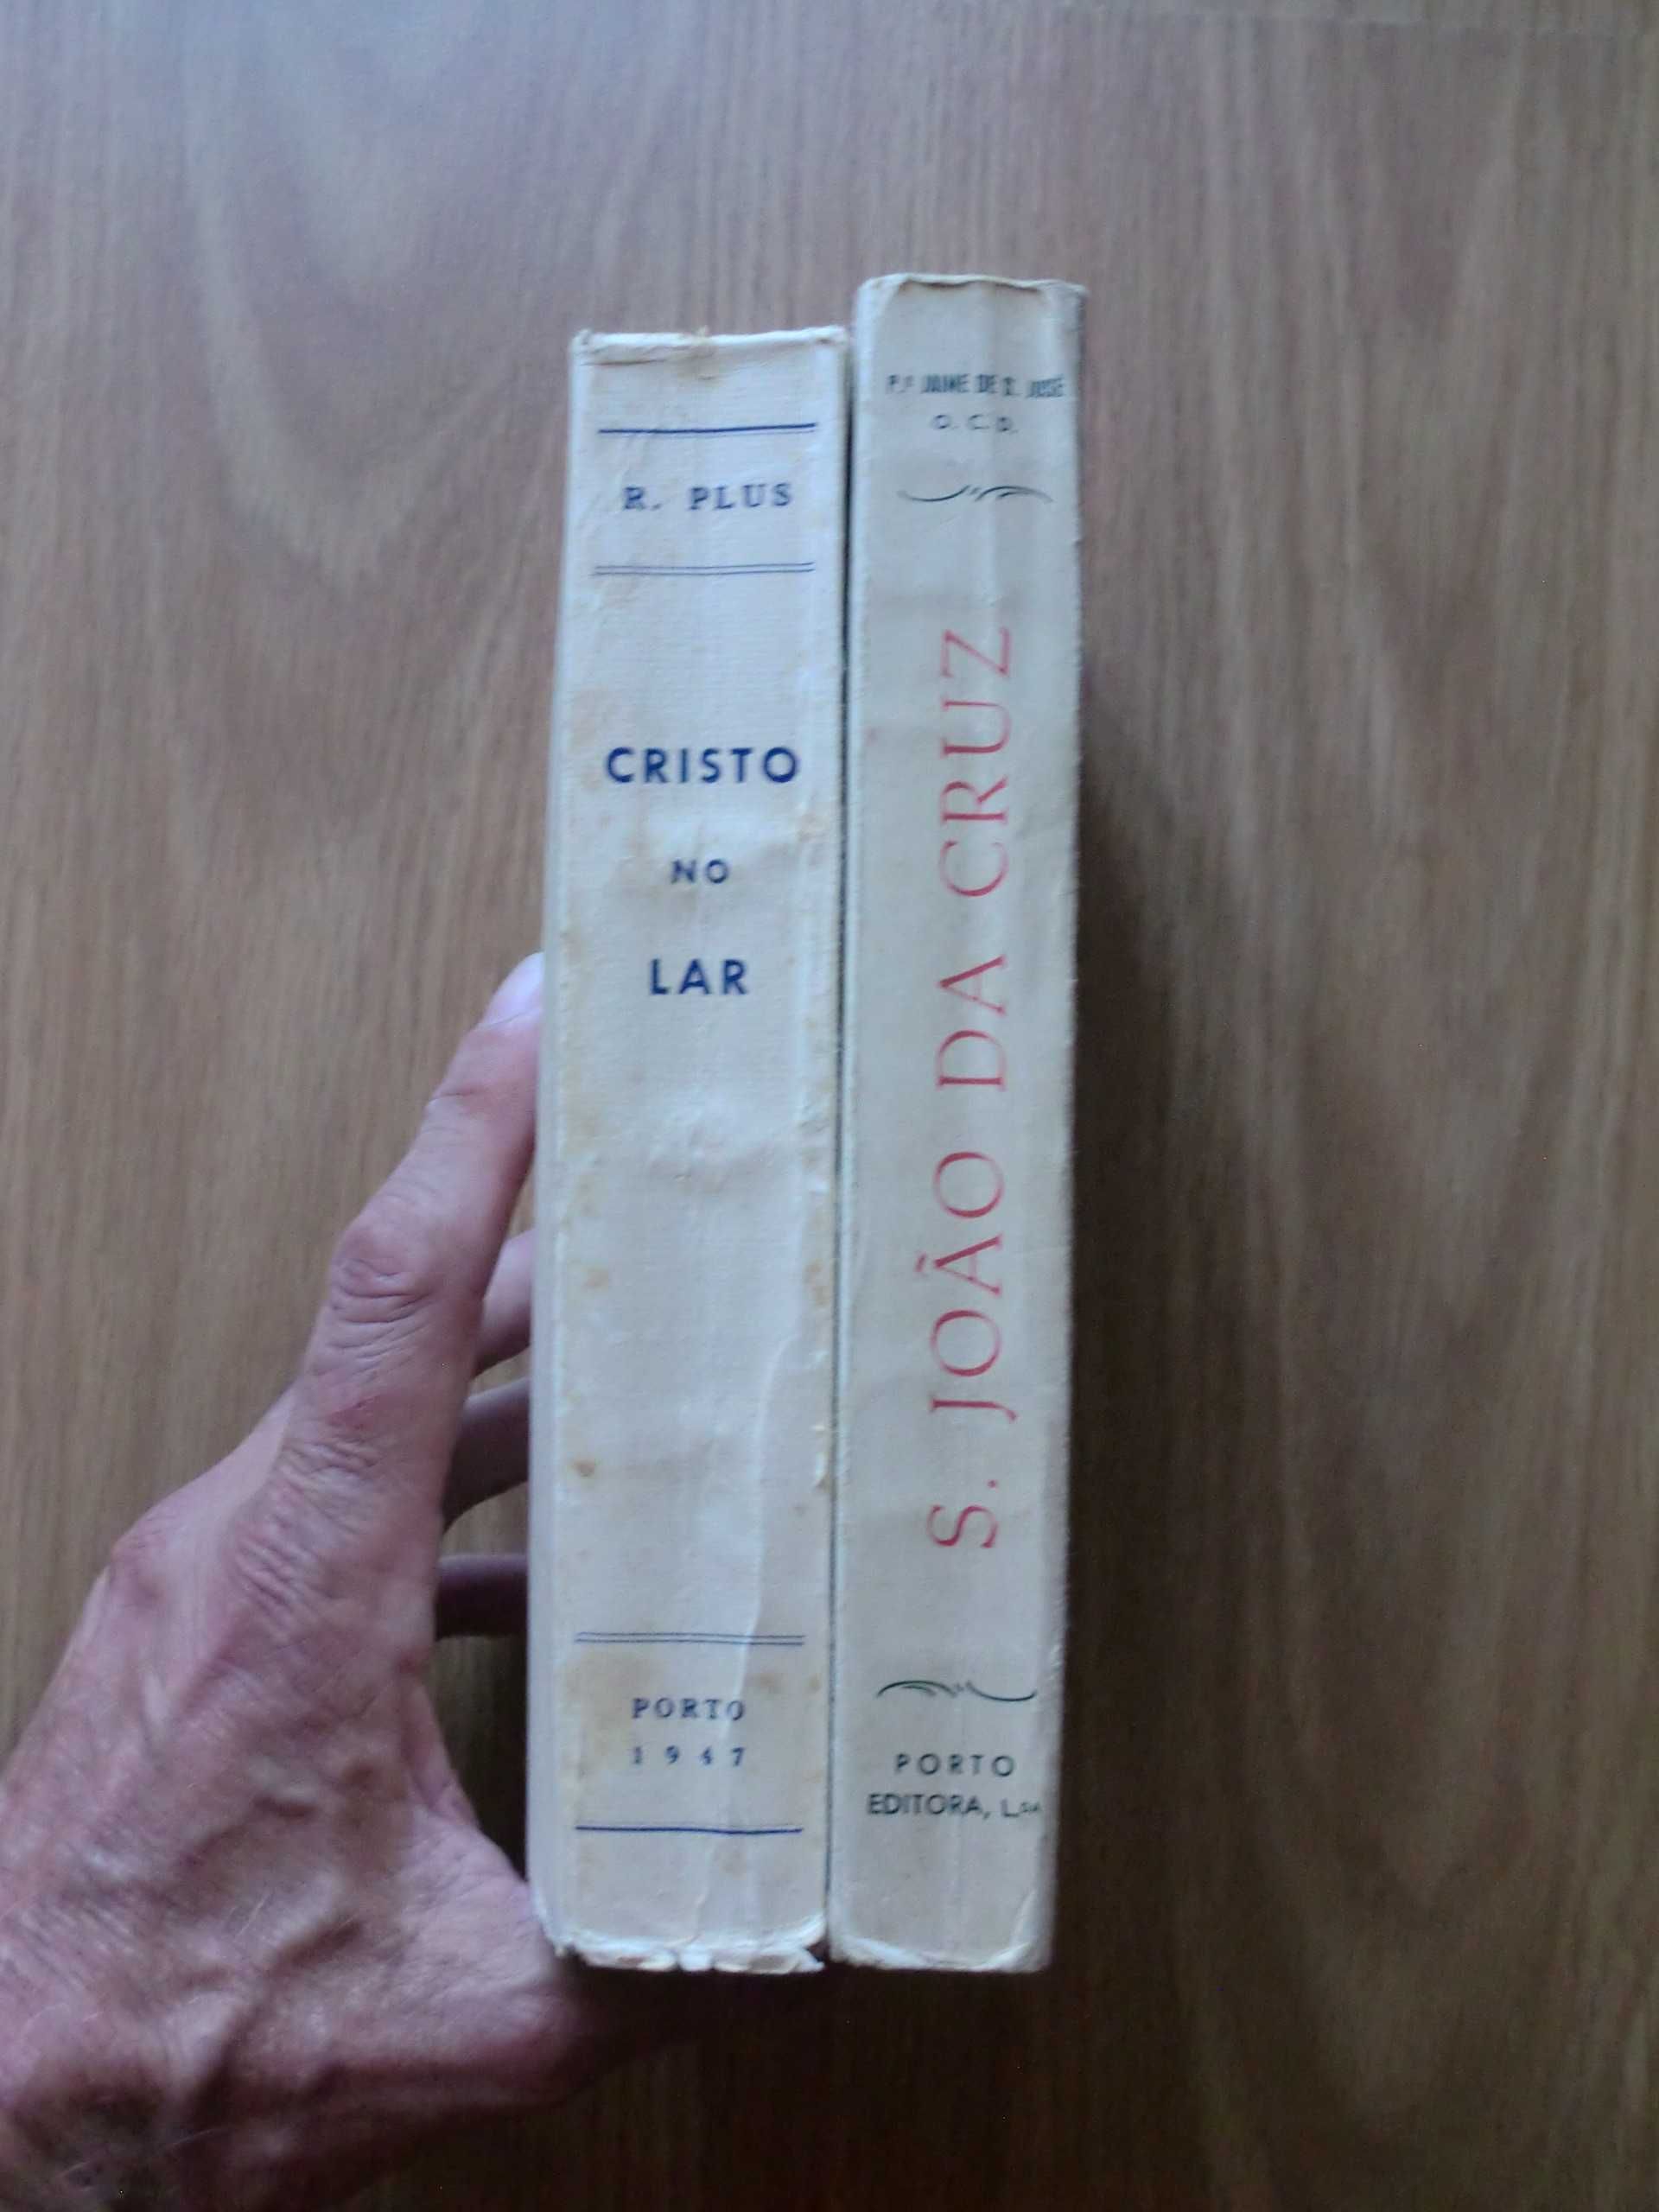 R. PLUS
CRISTO
NO
LAR
PORTO
1947
P.e JAIME DE S. JOSÉ
O. C. D.
S. JOÃO DA CRUZ
PORTO
EDITORA, L.DA